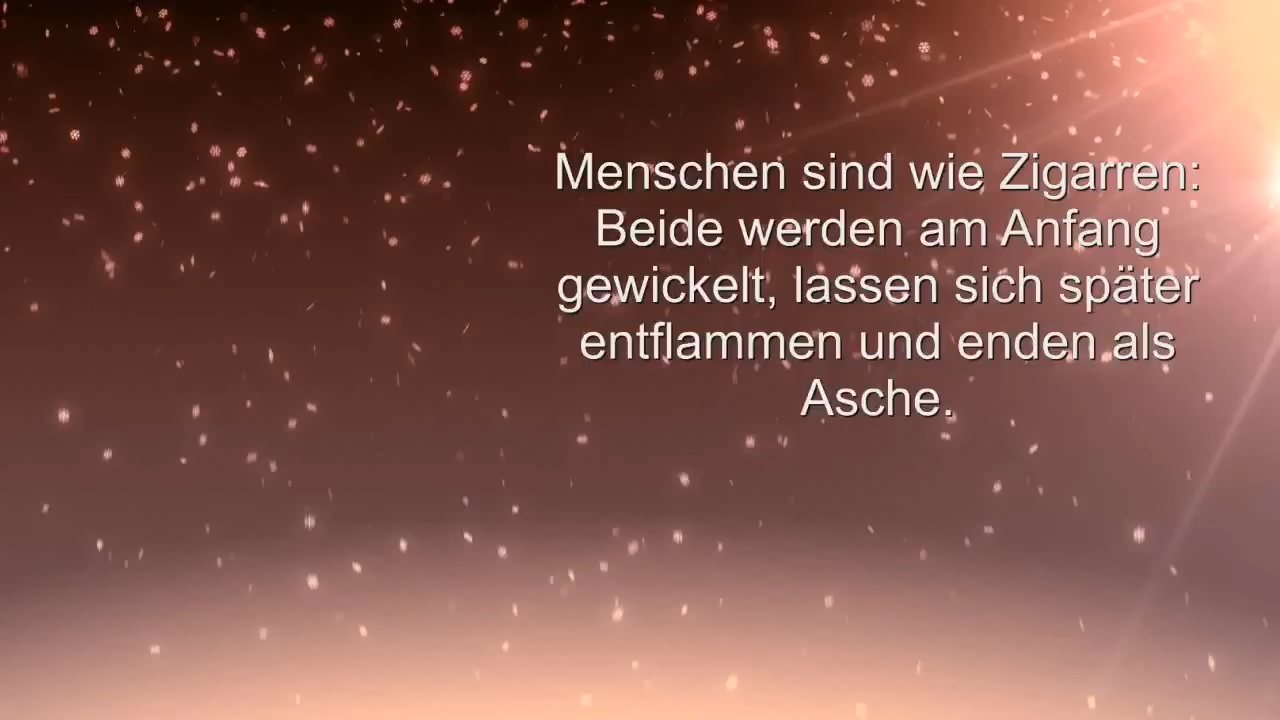 Menschen sind wie Zigarren:
Beide werden am Anfang
gewickelt, lassen sich später
entflammen und enden als
Asche.